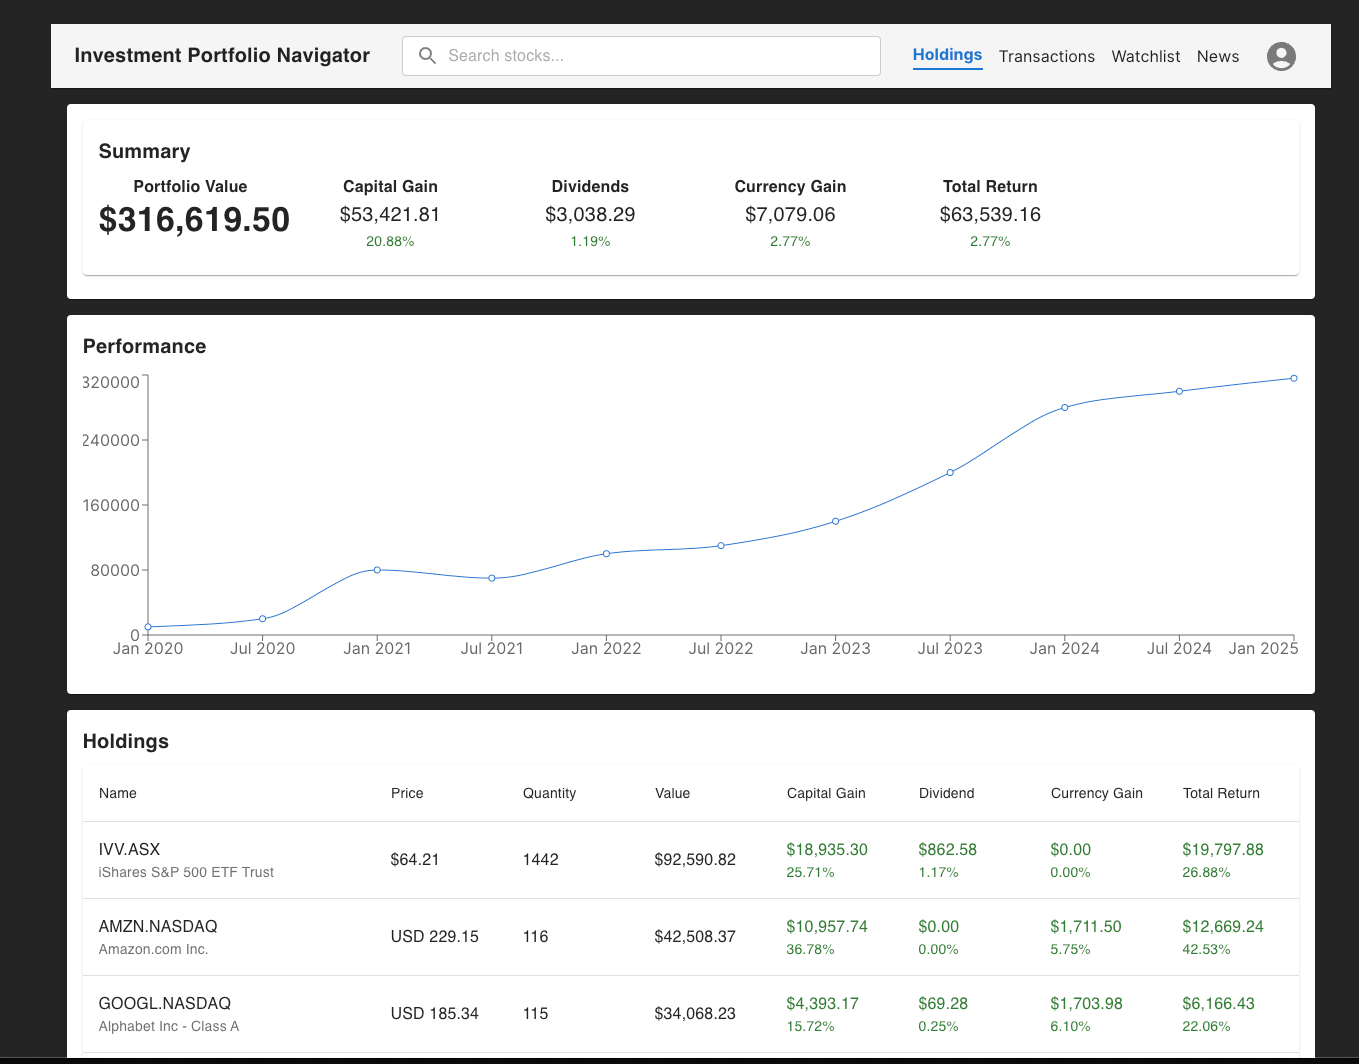 Investment Portfolio Navigator
Search stocks...
Holdings
Transactions
Watchlist
News
Summary
Portfolio Value
$316,619.50
Capital Gain
$53,421.81
20.88%
Dividends
$3,038.29
1.19%
Currency Gain
$7,079.06
2.77%
Total Return
$63,539.16
2.77%
Performance
320000
240000
160000
80000
0
Jan 2020
Jul 2020
Jan 2021
Jul 2021
Jan 2022
Jul 2022
Jan 2023
Jul 2023
Jan 2024
Jul 2024
Jan 2025
Holdings
Name Price Quantity Value Capital Gain Dividend Currency Gain Total Return
IVV.ASX
iShares S&P 500 ETF Trust
$64.21
1442
$92,590.82
$18,935.30
25.71%
$862.58
1.17%
$0.00
0.00%
$19,797.88
26.88%
AMZN.NASDAQ
Amazon.com Inc.
USD 229.15
116
$42,508.37
$10,957.74
36.78%
$0.00
0.00%
$1,711.50
5.75%
$12,669.24
42.53%
GOOGL.NASDAQ
Alphabet Inc - Class A
USD 185.34
115
$34,068.23
$4,393.17
15.72%
$69.28
0.25%
$1,703.98
6.10%
$6,166.43
22.06%